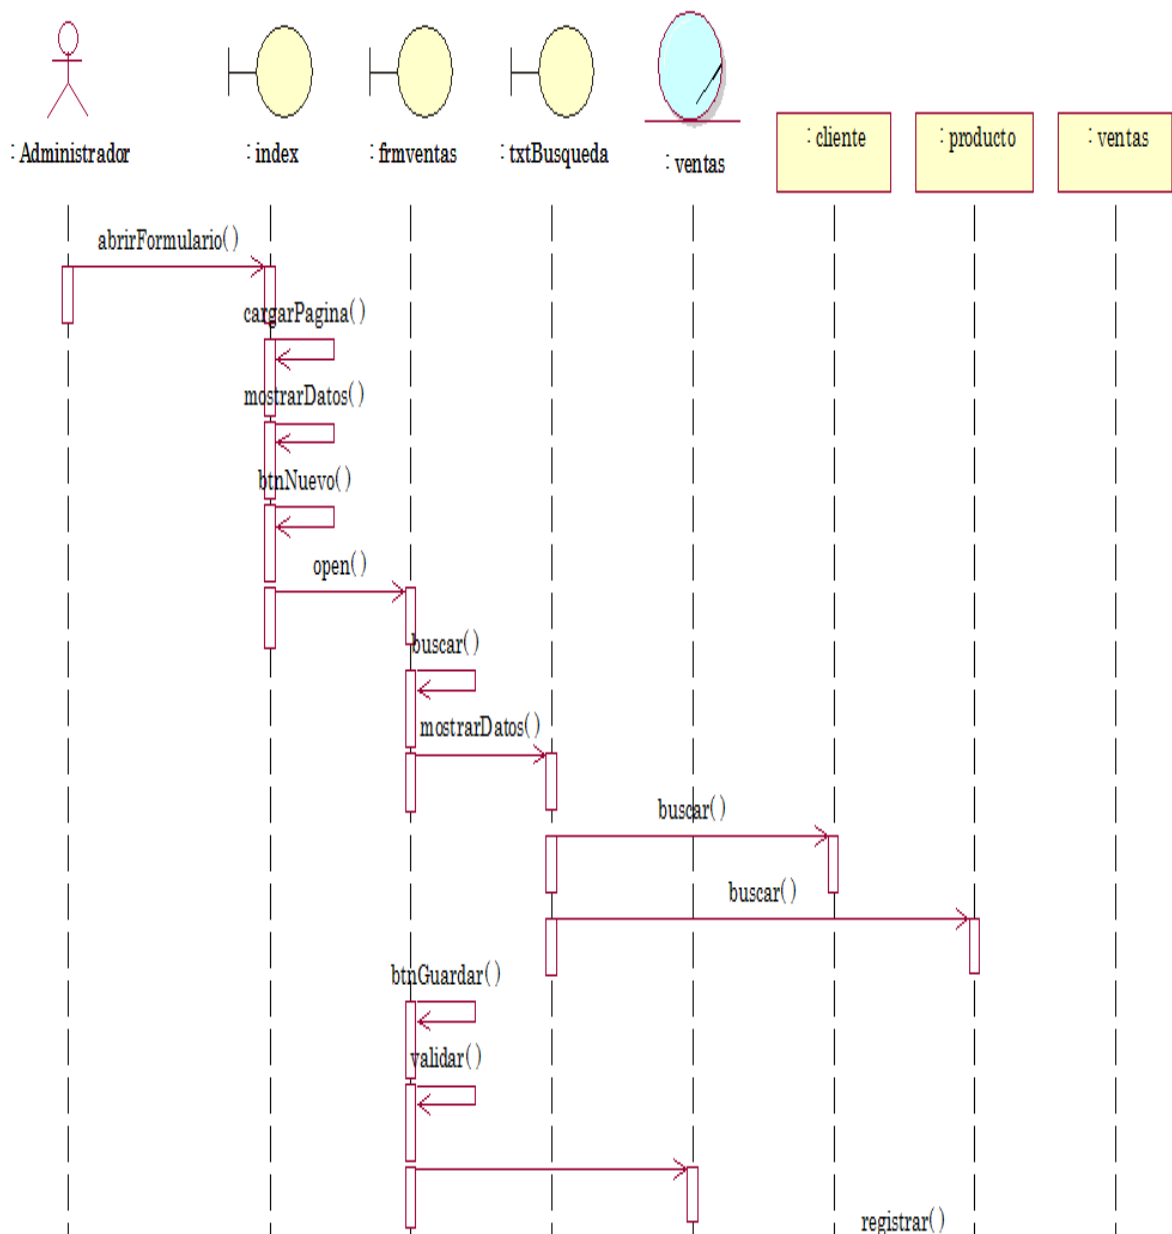 : Administrador
: index
: frmventas
: txtBusqueda
: ventas
: cliente
: producto
: ventas
abrirFormulario( )
cargarPagina( )
mostrarDatos( )
btnNuevo( )
open( )
buscar( )
mostrarDatos( )
buscar( )
buscar( )
btnGuardar( )
validar( )
registrar( )